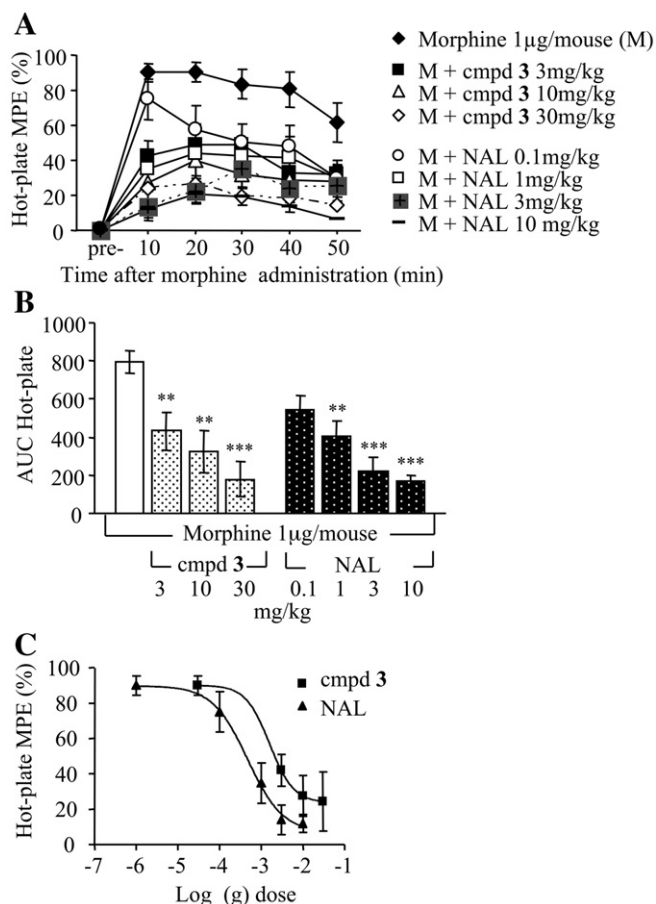 A
Hot-plate MPE (%)
100
80
60
40
20
0
pre-
10
20
30
40
50
Time after morphine administration (min)
Morphine 1µg/mouse (M)
M + cmpd 3 3mg/kg
M + cmpd 3 10mg/kg
M + cmpd 3 30mg/kg
M + NAL 0.1mg/kg
M + NAL 1mg/kg
M + NAL 3mg/kg
M + NAL 10 mg/kg
B
AUC Hot-plate
1000
800
600
400
200
0
** ** *** ** *** ***
Morphine 1µg/mouse
cmpd 3 NAL
3 10 30 0.1 1 3 10
mg/kg
C
Hot-plate MPE (%)
100
80
60
40
20
0
-7 -6 -5 -4 -3 -2 -1
Log (g) dose
cmpd 3
NAL